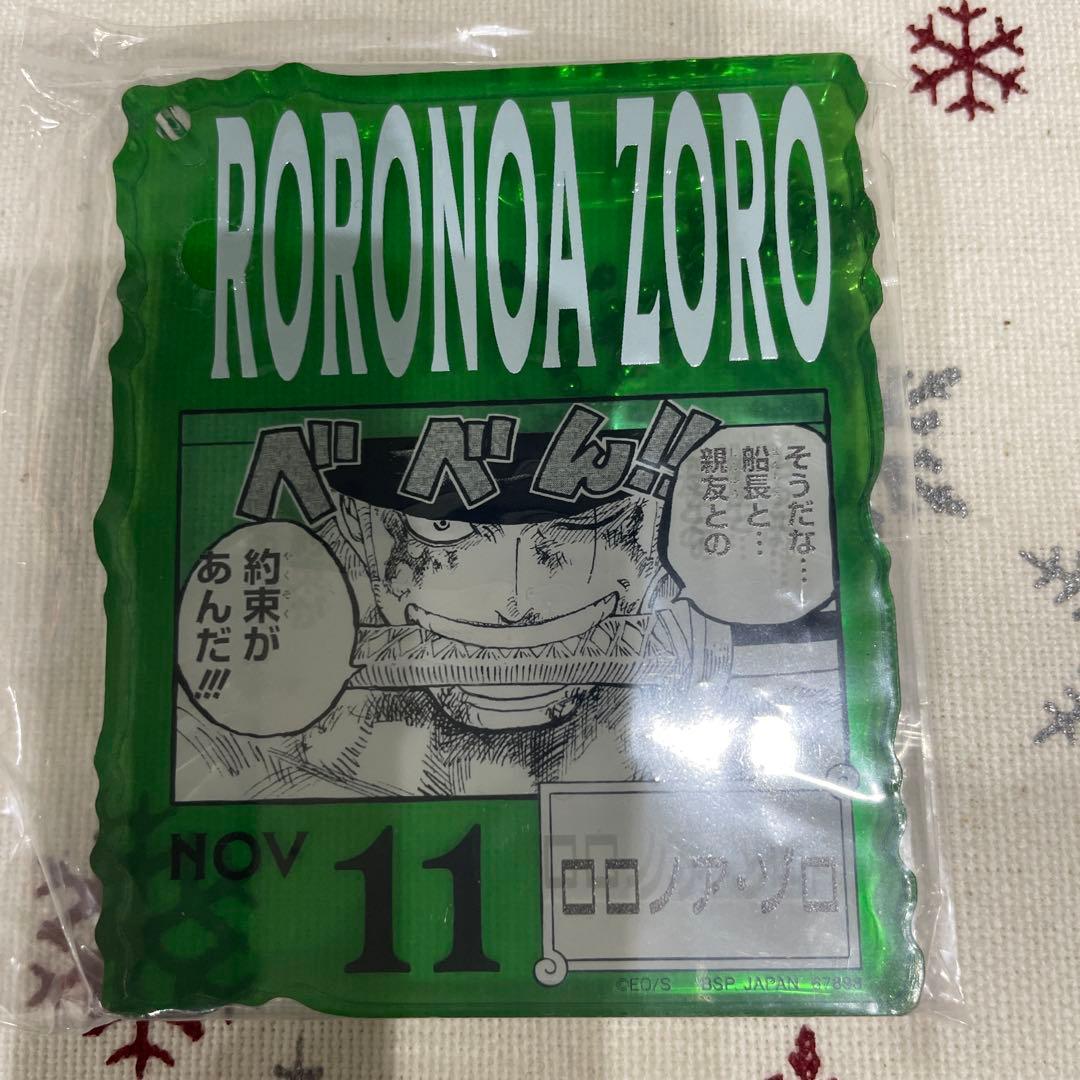 RORONOA ZORO
べべん!!
そうだな…
船長と…
親友との
約束が
あんだ!!!
NOV 11
ロロノア・ゾロ
©EO/S BSP JAPAN